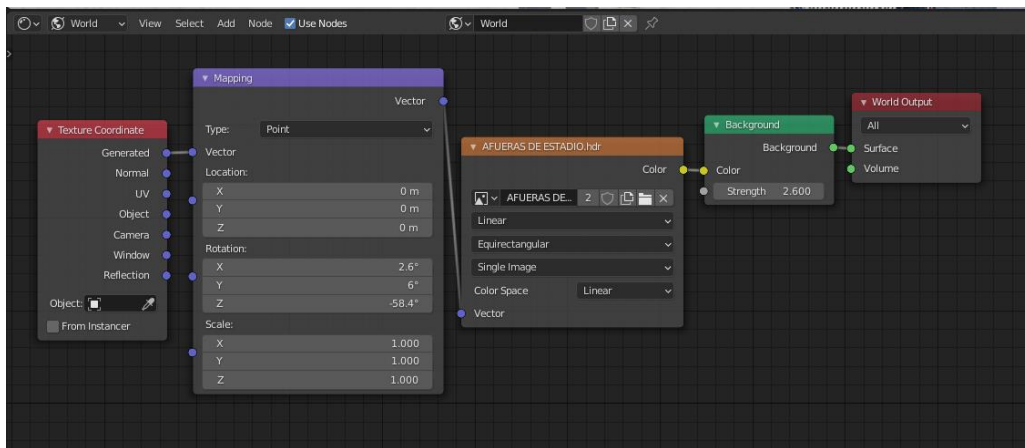 World View Select Add Node Use Nodes World
Mapping
Vector
Type: Point
Vector
Location:
X 0 m
Y 0 m
Z 0 m
Rotation:
X 2.6°
Y 6°
Z -58.4°
Scale:
X 1.000
Y 1.000
Z 1.000
Texture Coordinate
Generated
Normal
UV
Object
Camera
Window
Reflection
Object:
From Instancer
AFUERAS DE ESTADIO.hdr
Color
AFUERAS DE... 2
Linear
Equirectangular
Single Image
Color Space Linear
Vector
Background
Background
Color
Strength 2.600
World Output
All
Surface
Volume